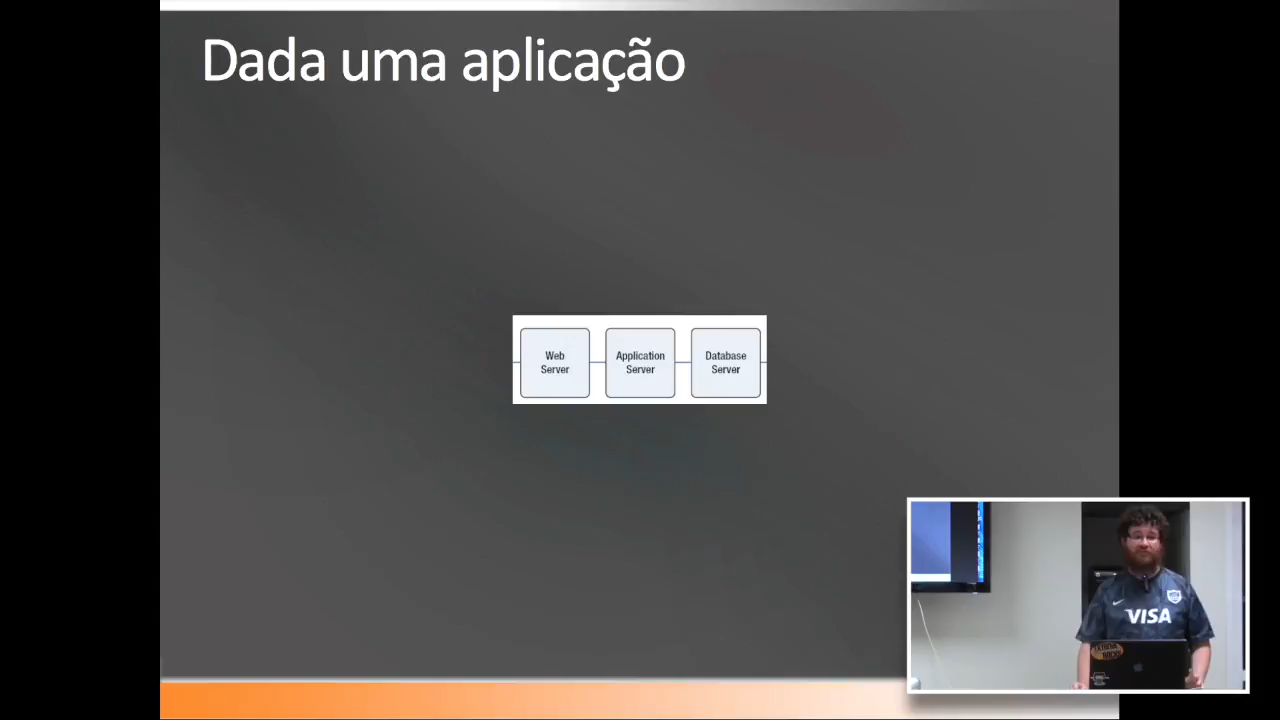 Dada uma aplicação
Web
Server
Application
Server
Database
Server
VISA